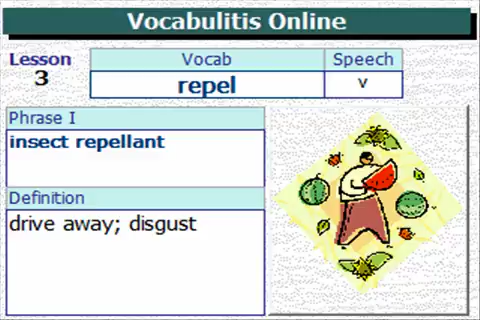 Vocabulitis Online
Lesson
3
Vocab
Speech
repel
v
Phrase I
insect repellant
Definition
drive away; disgust